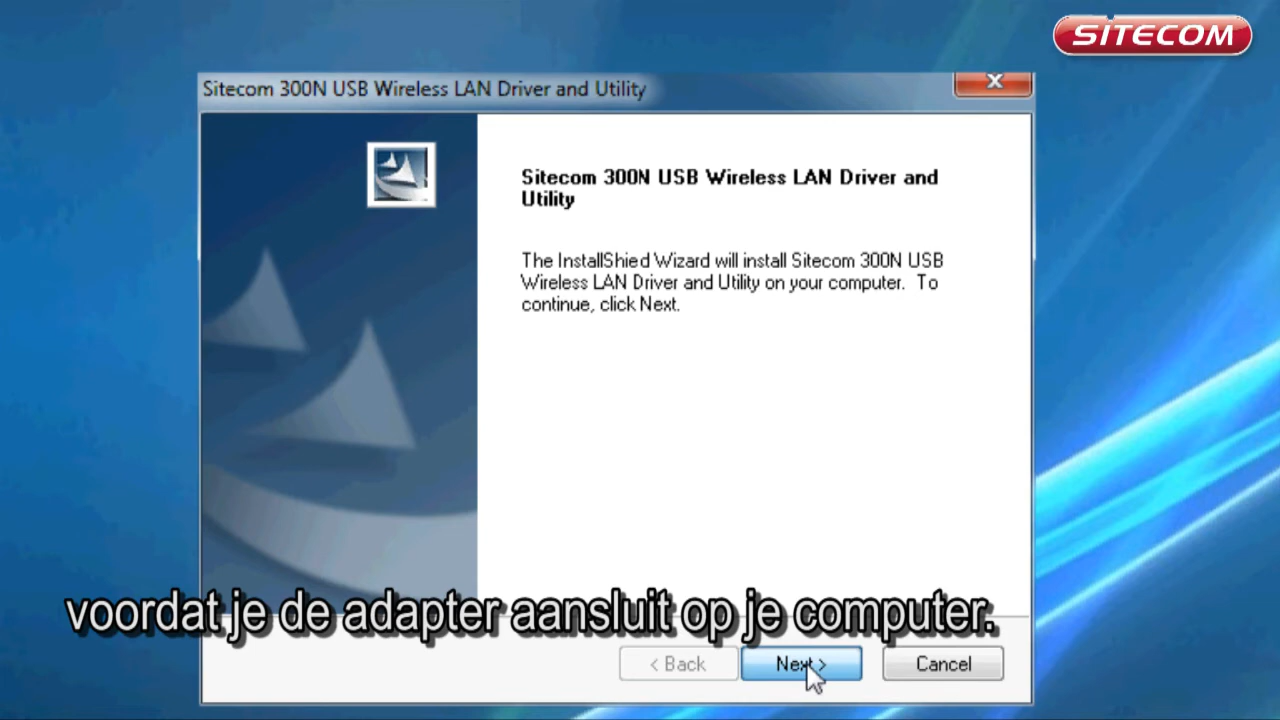 SITECOM
Sitecom 300N USB Wireless LAN Driver and Utility
Sitecom 300N USB Wireless LAN Driver and
Utility
The InstallShield Wizard will install Sitecom 300N USB
Wireless LAN Driver and Utility on your computer. To
continue, click Next.
voordat je de adapter aansluit op je computer.
< Back
Next >
Cancel